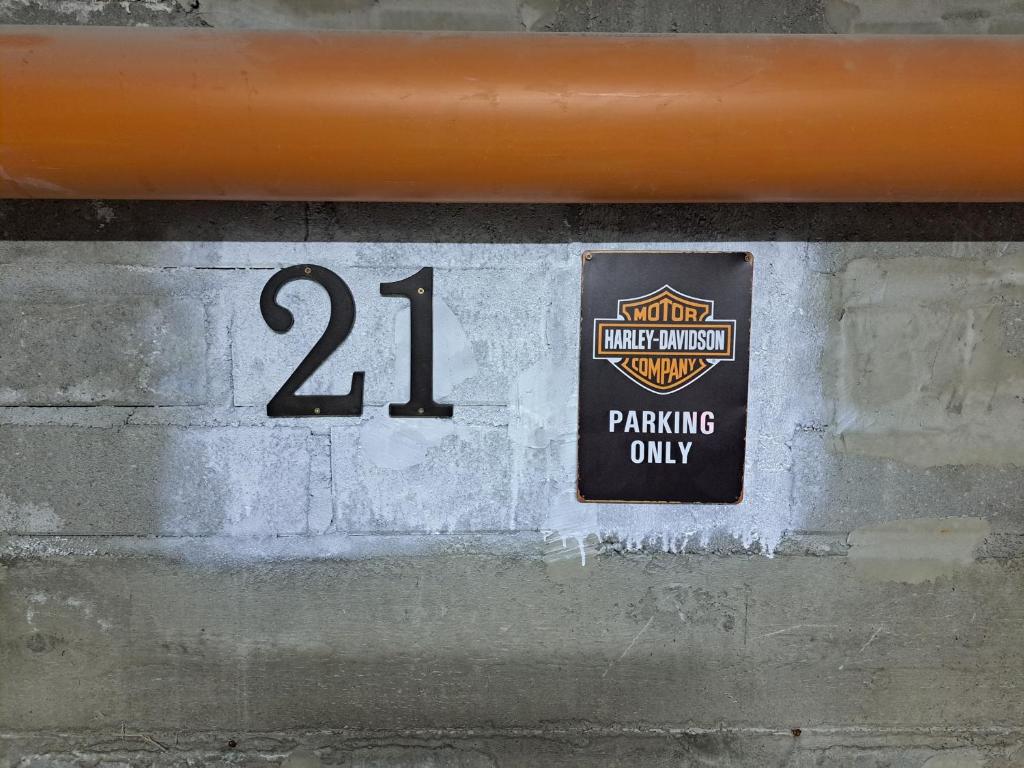 21
MOTOR
HARLEY-DAVIDSON
COMPANY
PARKING
ONLY